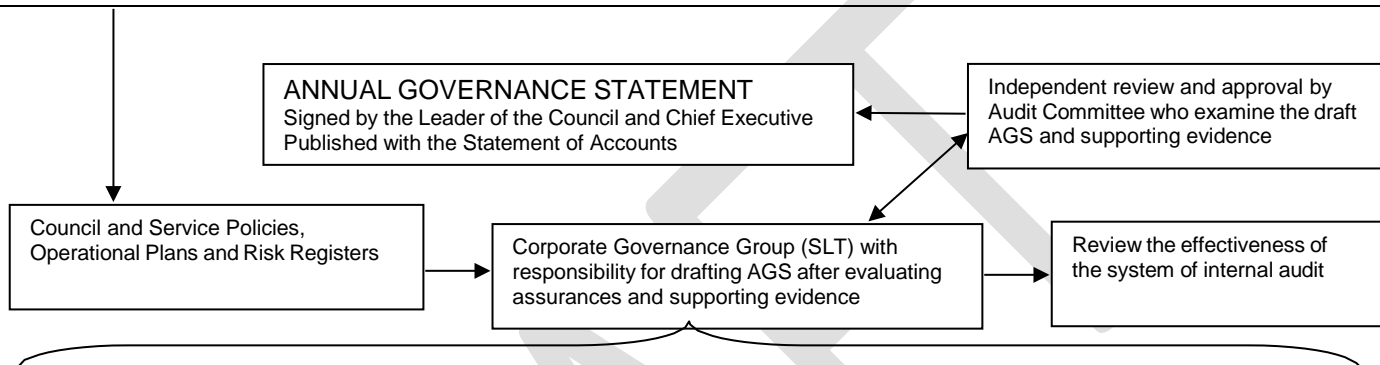 ANNUAL GOVERNANCE STATEMENT
Signed by the Leader of the Council and Chief Executive
Published with the Statement of Accounts
Independent review and approval by
Audit Committee who examine the draft
AGS and supporting evidence
Council and Service Policies,
Operational Plans and Risk Registers
Corporate Governance Group (SLT) with
responsibility for drafting AGS after evaluating
assurances and supporting evidence
Review the effectiveness of
the system of internal audit